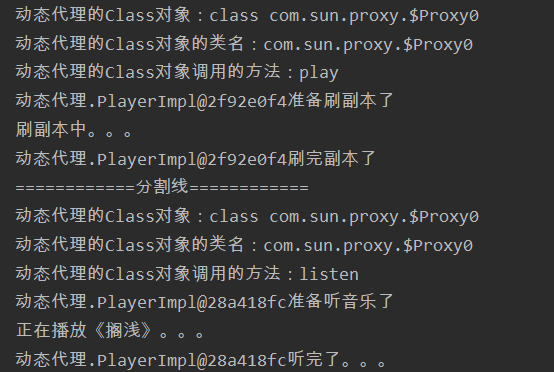 动态代理的Class对象：class com.sun.proxy.$Proxy0
动态代理的Class对象的类名：com.sun.proxy.$Proxy0
动态代理的Class对象调用的方法：play
动态代理.PlayerImpl@2f92e0f4准备刷副本了
刷副本中。。。
动态代理.PlayerImpl@2f92e0f4刷完副本了
============分割线============
动态代理的Class对象：class com.sun.proxy.$Proxy0
动态代理的Class对象的类名：com.sun.proxy.$Proxy0
动态代理的Class对象调用的方法：listen
动态代理.PlayerImpl@28a418fc准备听音乐了
正在播放《搁浅》。。。
动态代理.PlayerImpl@28a418fc听完了。。。